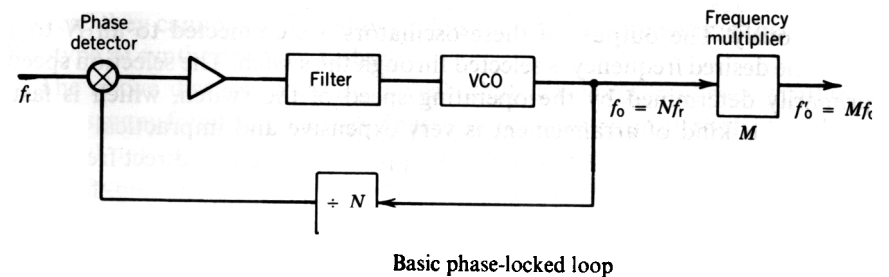 Phase
detector
Frequency
multiplier
Filter
VCO
fr
fo = Nfr
M
f'o = Mfo
÷ N
Basic phase-locked loop